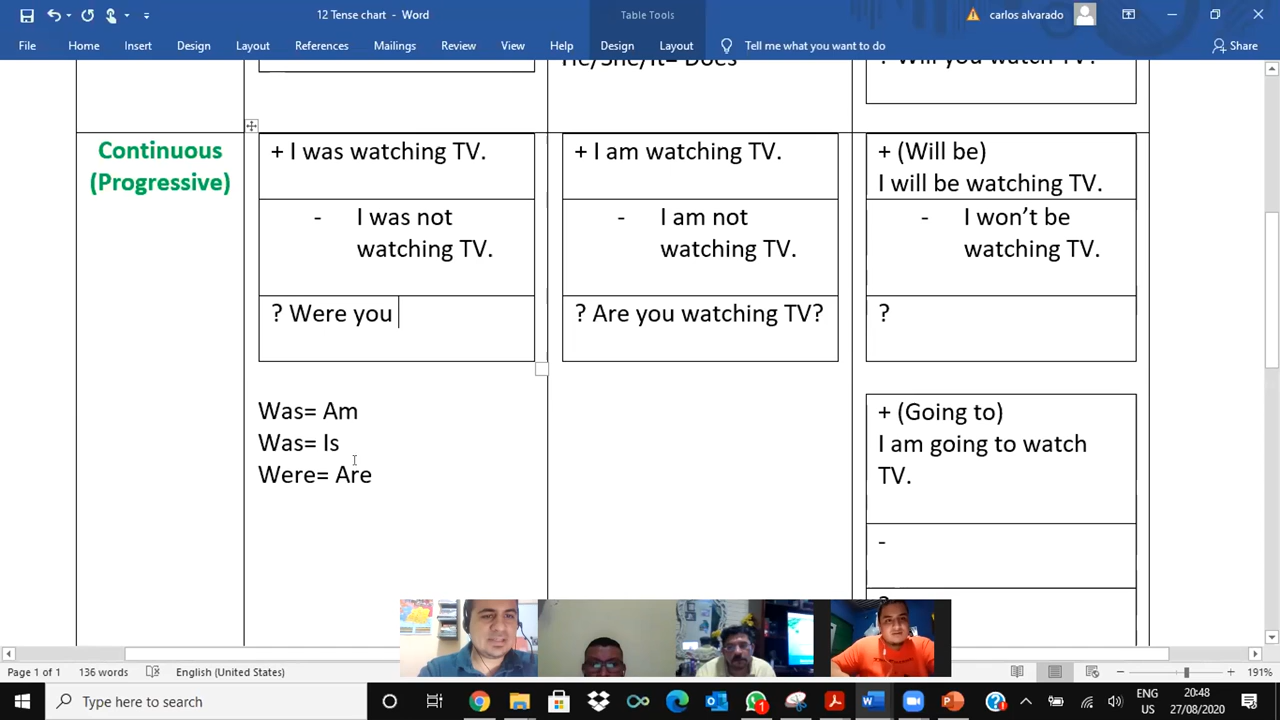 12 Tense chart - Word
Table Tools
carlos alvarado
File Home Insert Design Layout References Mailings Review View Help Design Layout Tell me what you want to do Share
He/She/It= Does
? Will you watch TV?
Continuous
(Progressive)
+ I was watching TV.
- I was not
watching TV.
? Were you
Was= Am
Was= Is
Were= Are
+ I am watching TV.
- I am not
watching TV.
? Are you watching TV?
+ (Will be)
I will be watching TV.
- I won’t be
watching TV.
?
+ (Going to)
I am going to watch
TV.
-
?
Page 1 of 1 136 words English (United States) 191%
Type here to search
1
ENG
US
20:48
27/08/2020